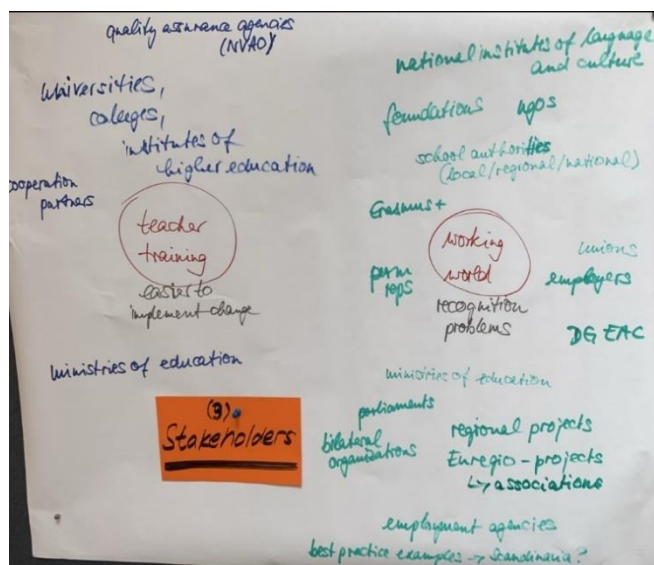 quality assurance agencies
(NVAO)
universities,
colleges,
institutes of
higher education
cooperation
partners
teacher
training
easier to
implement change
ministries of education
(3)
Stakeholders
national institutes of language
and culture
foundations ngos
school authorities
(local/regional/national)
Erasmus+
working
world
perm
reps
recognition
problems
unions
employers
DG EAC
ministries of education
parliaments
bilateral
organizations
regional projects
Euregio-projects
↳ associations
employment agencies
best practice examples → Scandinavia?